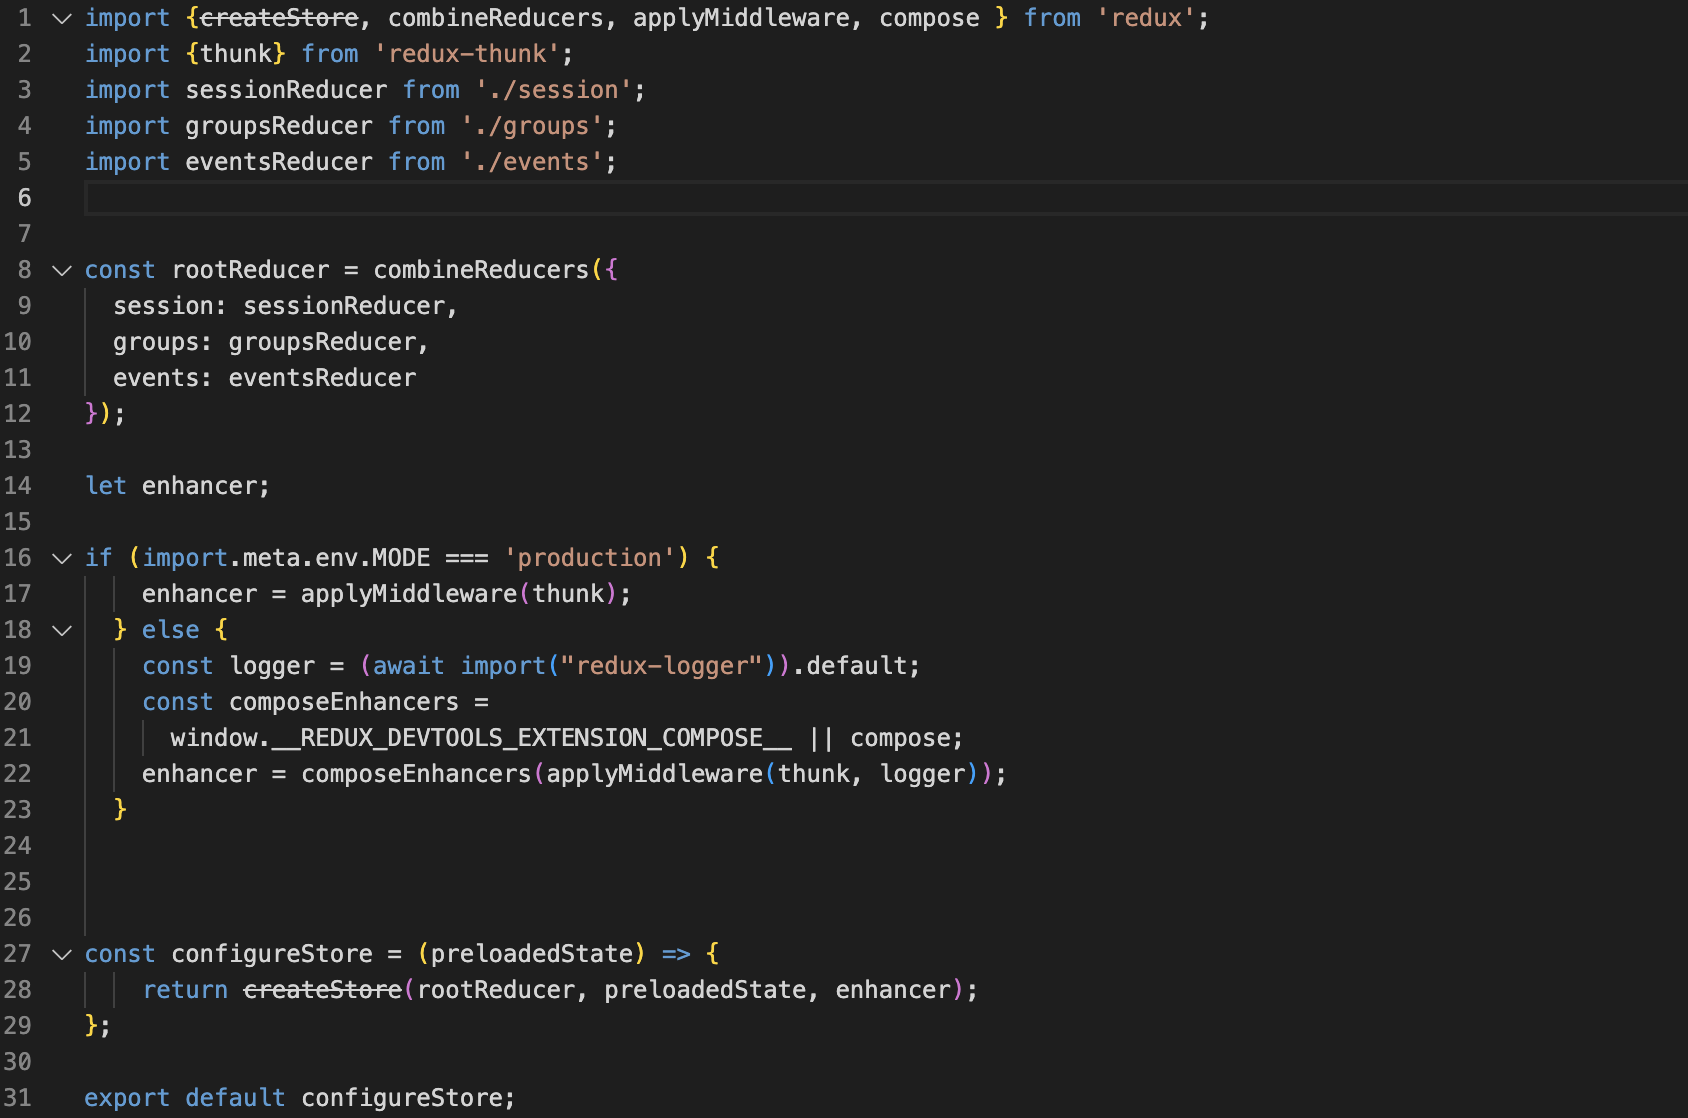 1 import {createStore, combineReducers, applyMiddleware, compose } from 'redux';
2 import {thunk} from 'redux-thunk';
3 import sessionReducer from './session';
4 import groupsReducer from './groups';
5 import eventsReducer from './events';
6
7
8 const rootReducer = combineReducers({
9   session: sessionReducer,
10   groups: groupsReducer,
11   events: eventsReducer
12 });
13
14 let enhancer;
15
16 if (import.meta.env.MODE === 'production') {
17     enhancer = applyMiddleware(thunk);
18   } else {
19     const logger = (await import("redux-logger")).default;
20     const composeEnhancers =
21       window.__REDUX_DEVTOOLS_EXTENSION_COMPOSE__ || compose;
22     enhancer = composeEnhancers(applyMiddleware(thunk, logger));
23   }
24
25
26
27 const configureStore = (preloadedState) => {
28     return createStore(rootReducer, preloadedState, enhancer);
29 };
30
31 export default configureStore;